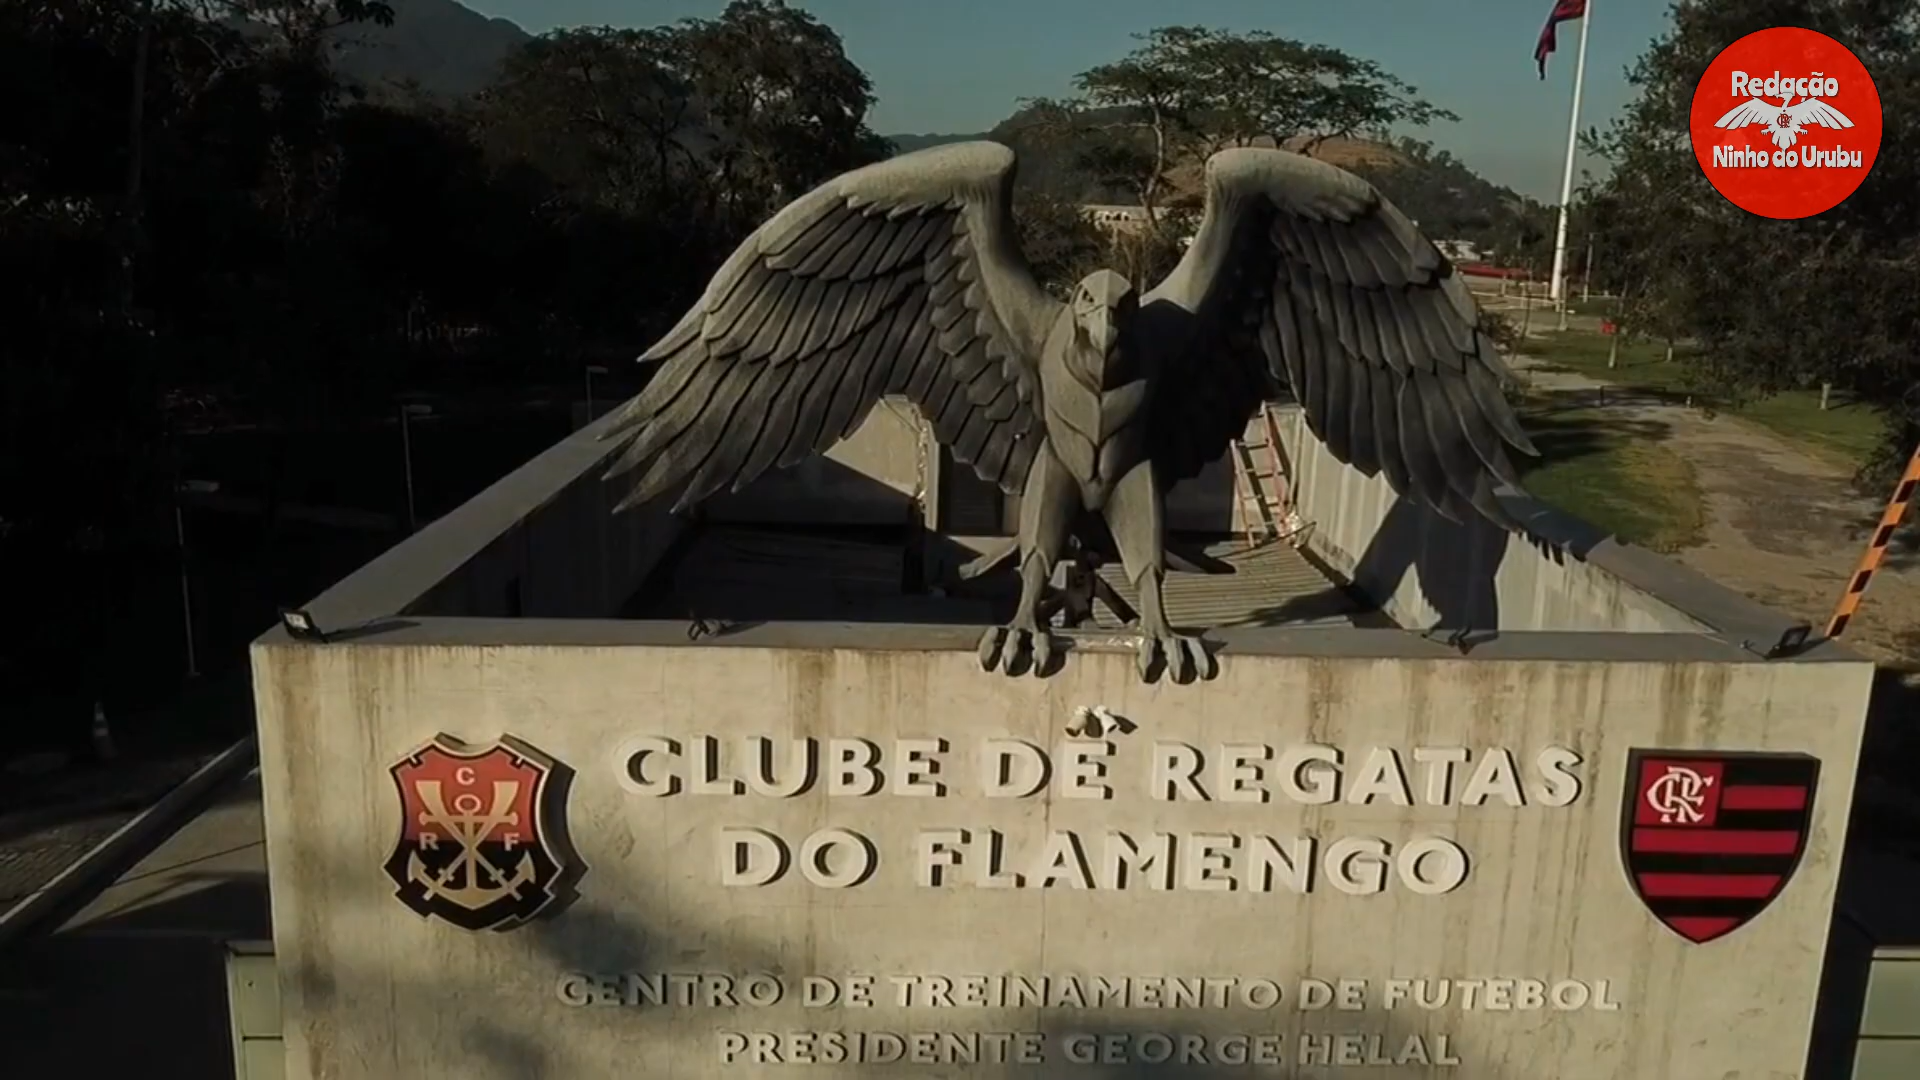 Redação
Ninho do Urubu
CLUBE DE REGATAS
DO FLAMENGO
C
R F
CRF
CENTRO DE TREINAMENTO DE FUTEBOL
PRESIDENTE GEORGE HELAL